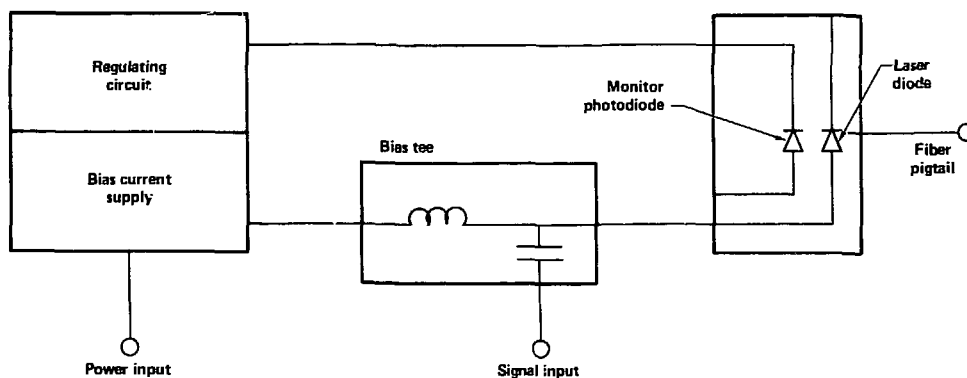 Regulating
circuit
Bias current
supply
Bias tee
Monitor
photodiode
Laser
diode
Fiber
pigtail
Power input
Signal input